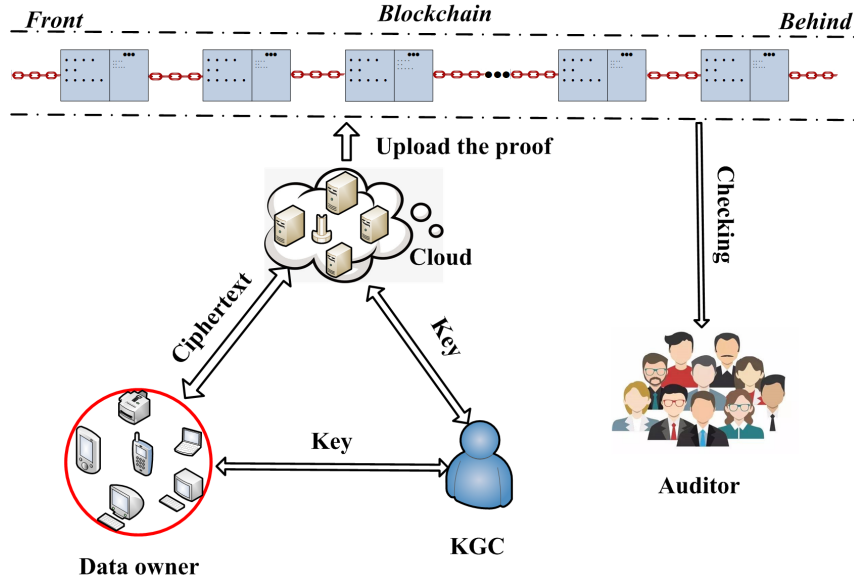 Front
Blockchain
Behind
Upload the proof
Checking
Cloud
Ciphertext
Key
Key
Auditor
KGC
Data owner